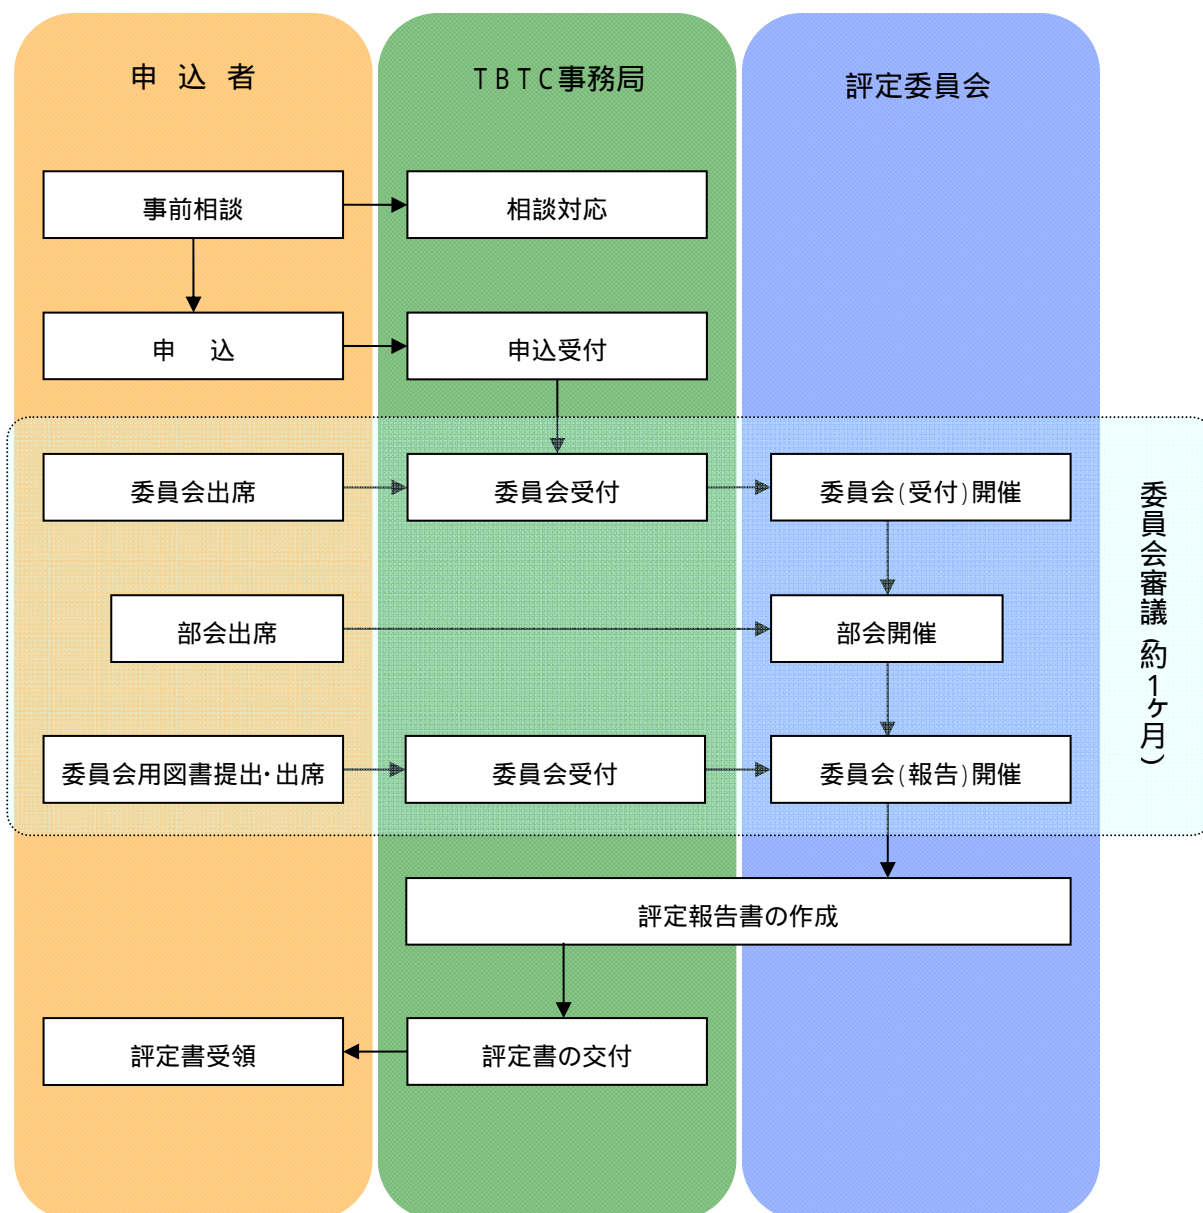 申 込 者
TBTC事務局
評定委員会
事前相談
相談対応
申 込
申込受付
委員会出席
委員会受付
委員会(受付)開催
部会出席
部会開催
委員会用図書提出・出席
委員会受付
委員会(報告)開催
委員会審議(約1ヶ月)
評定報告書の作成
評定書受領
評定書の交付